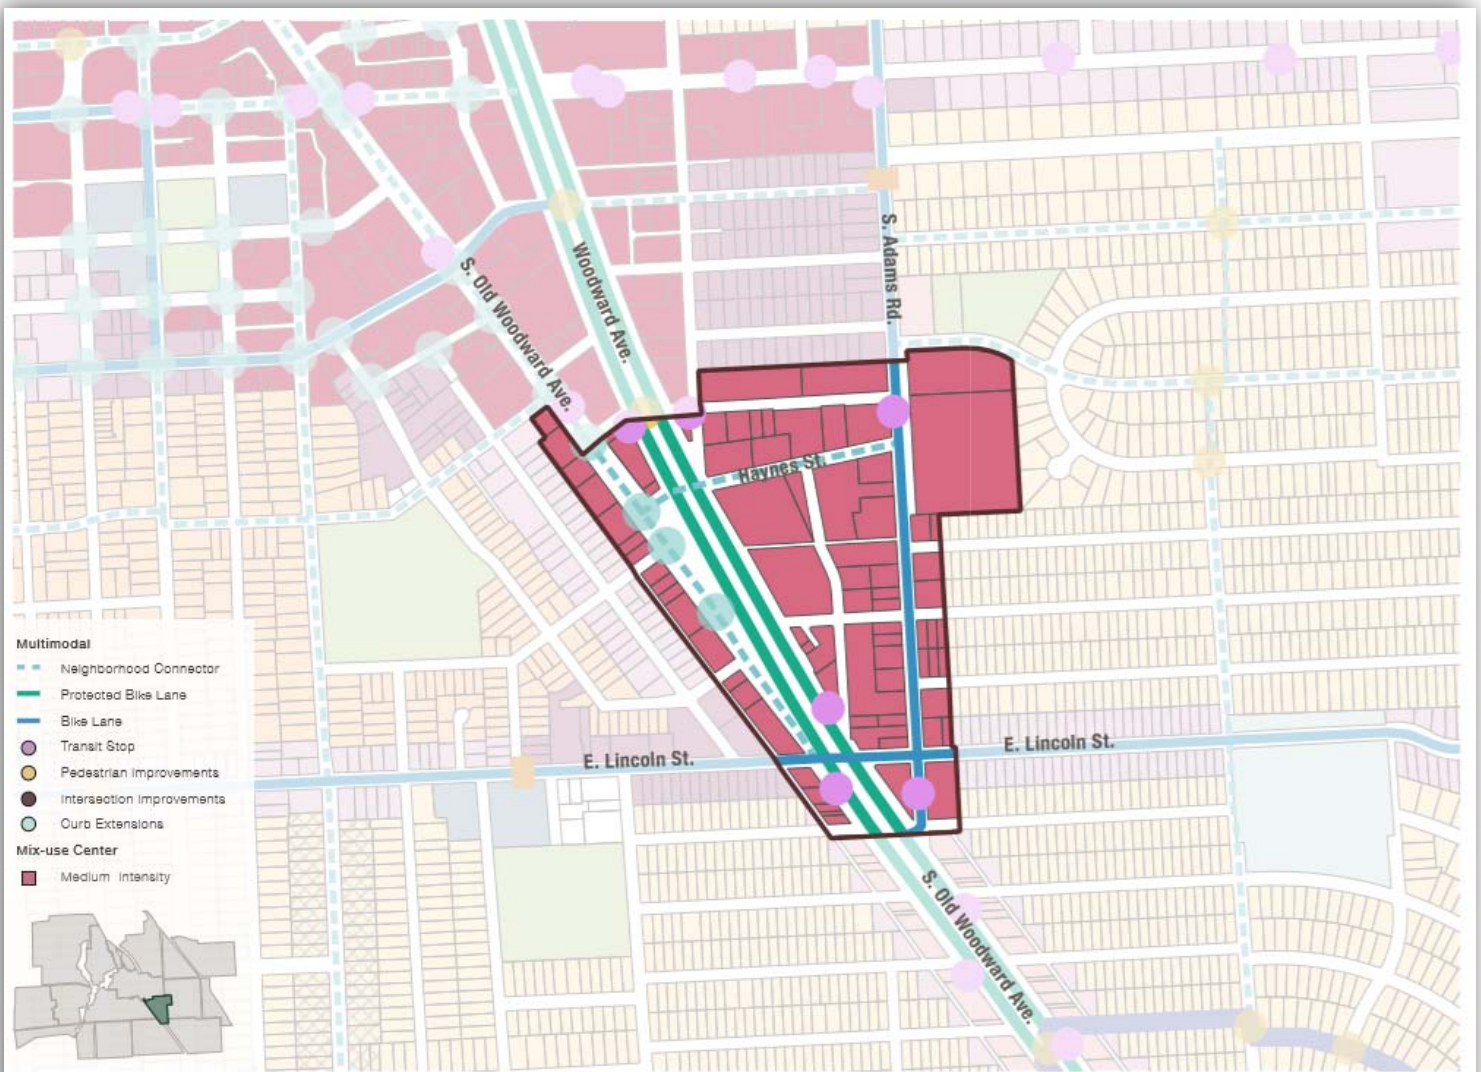 S. Adams Rd.
Woodward Ave.
S. Old Woodward Ave.
Haynes St.
E. Lincoln St.
E. Lincoln St.
S. Old Woodward Ave.
Multimodal
Neighborhood Connector
Protected Bike Lane
Bike Lane
Transit Stop
Pedestrian Improvements
Intersection Improvements
Curb Extensions
Mix-use Center
Medium Intensity